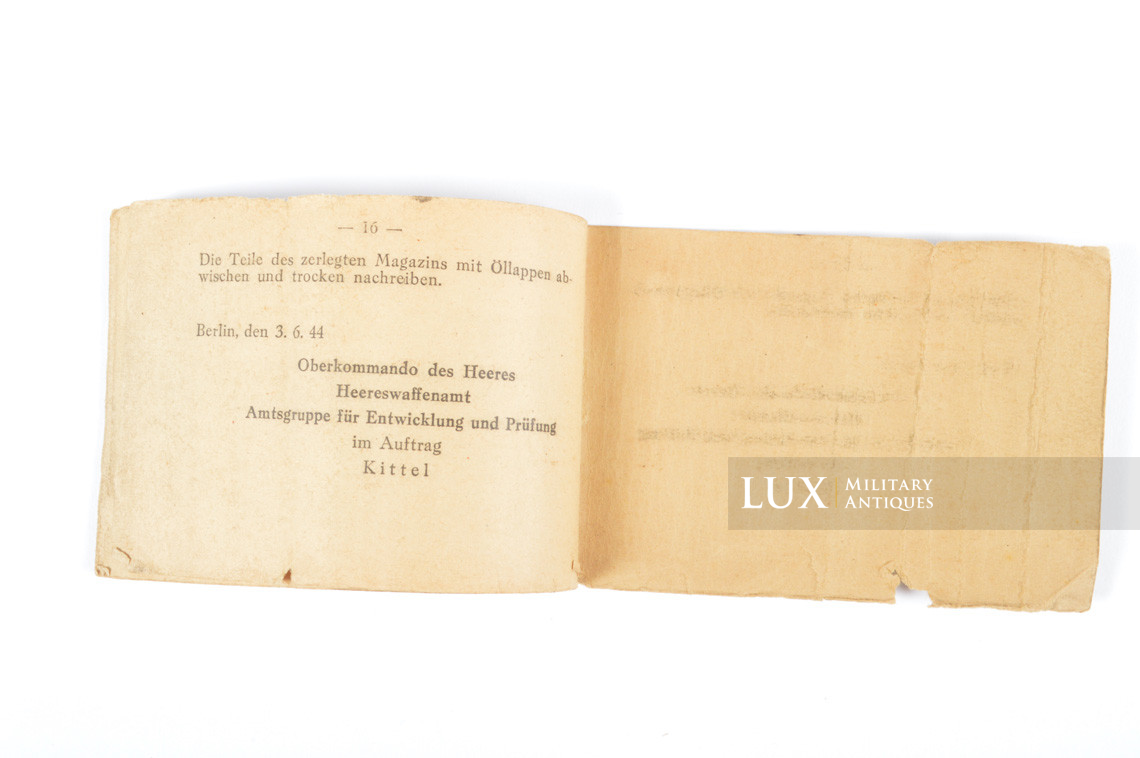 — 16 —
Die Teile des zerlegten Magazins mit Öllappen ab-
wischen und trocken nachreiben.
Berlin, den 3. 6. 44
Oberkommando des Heeres
Heereswaffenamt
Amtsgruppe für Entwicklung und Prüfung
im Auftrag
Kittel
LUX MILITARY
ANTIQUES